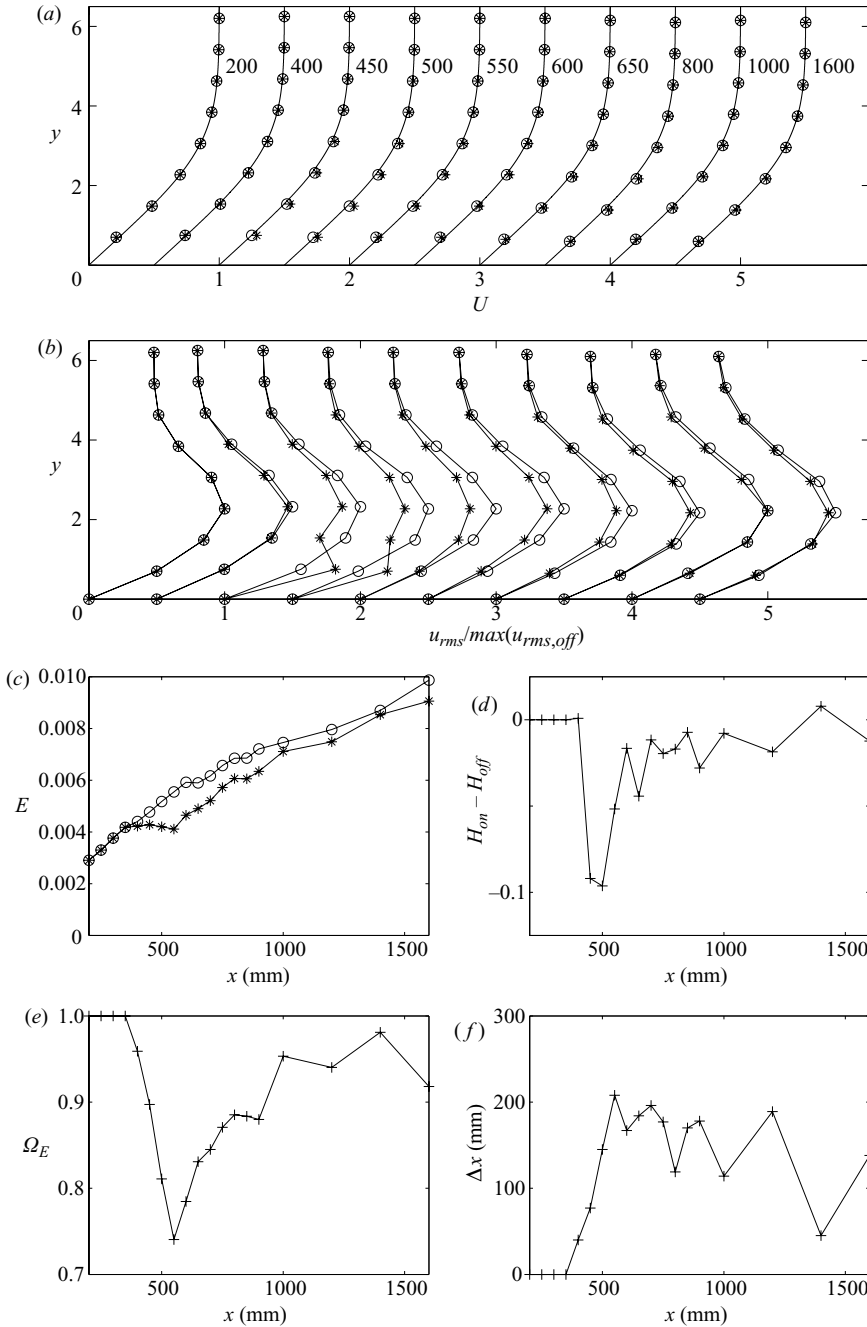 (a)
6
4
2
0
y
200 400 450 500 550 600 650 800 1000 1600
1 2 3 4 5
U
(b)
6
4
2
0
y
1 2 3 4 5
u_rms/max(u_rms,off)
(c)
0.010
0.008
0.006
0.004
0.002
0
E
500 1000 1500
x (mm)
(d)
0
−0.1
H_on − H_off
500 1000 1500
x (mm)
(e)
1.0
0.9
0.8
0.7
Ω_E
500 1000 1500
x (mm)
(f)
300
200
100
0
Δx (mm)
500 1000 1500
x (mm)